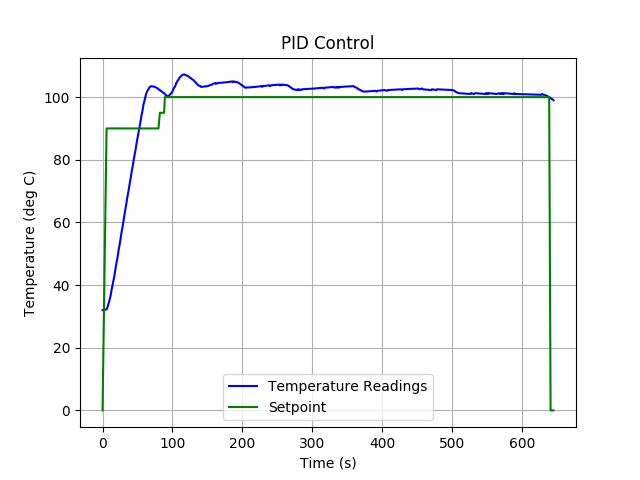 PID Control
Temperature (deg C)
100
80
60
40
20
0
Temperature Readings
Setpoint
0 100 200 300 400 500 600
Time (s)